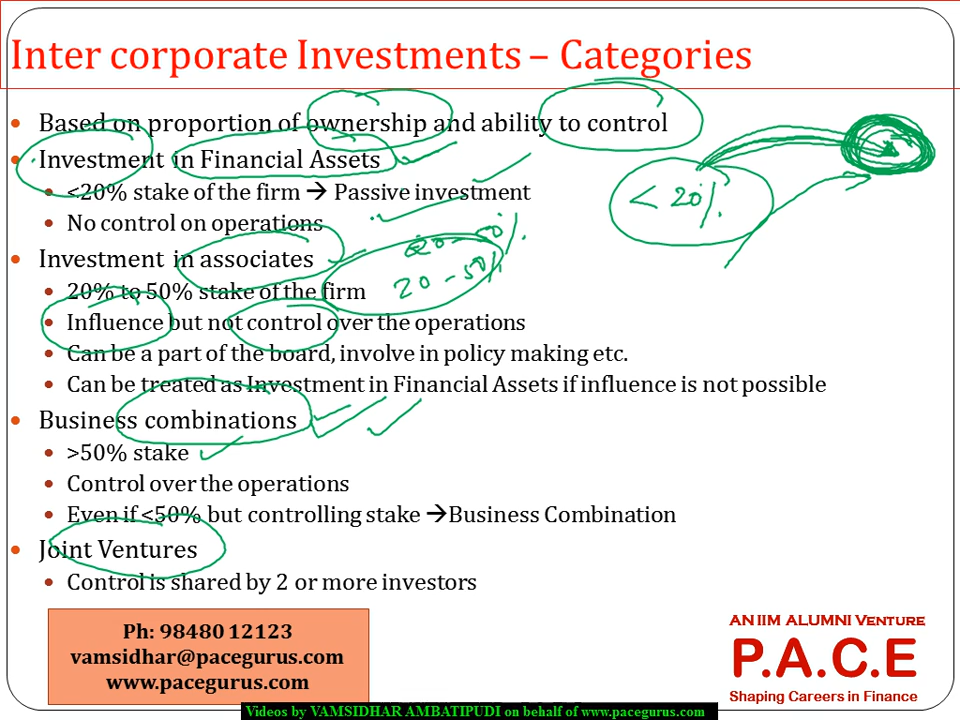 Inter corporate Investments – Categories
• Based on proportion of ownership and ability to control
• Investment in Financial Assets
• <20% stake of the firm → Passive investment
• No control on operations
< 20%
• Investment in associates
20 – 50%
20 – 50%
• 20% to 50% stake of the firm
• Influence but not control over the operations
• Can be a part of the board, involve in policy making etc.
• Can be treated as Investment in Financial Assets if influence is not possible
• Business combinations
• >50% stake
• Control over the operations
• Even if <50% but controlling stake →Business Combination
• Joint Ventures
• Control is shared by 2 or more investors
Ph: 98480 12123
vamsidhar@pacegurus.com
www.pacegurus.com
AN IIM ALUMNI VENTURE
P.A.C.E
Shaping Careers in Finance
Videos by VAMSIDHAR AMBATIPUDI on behalf of www.pacegurus.com